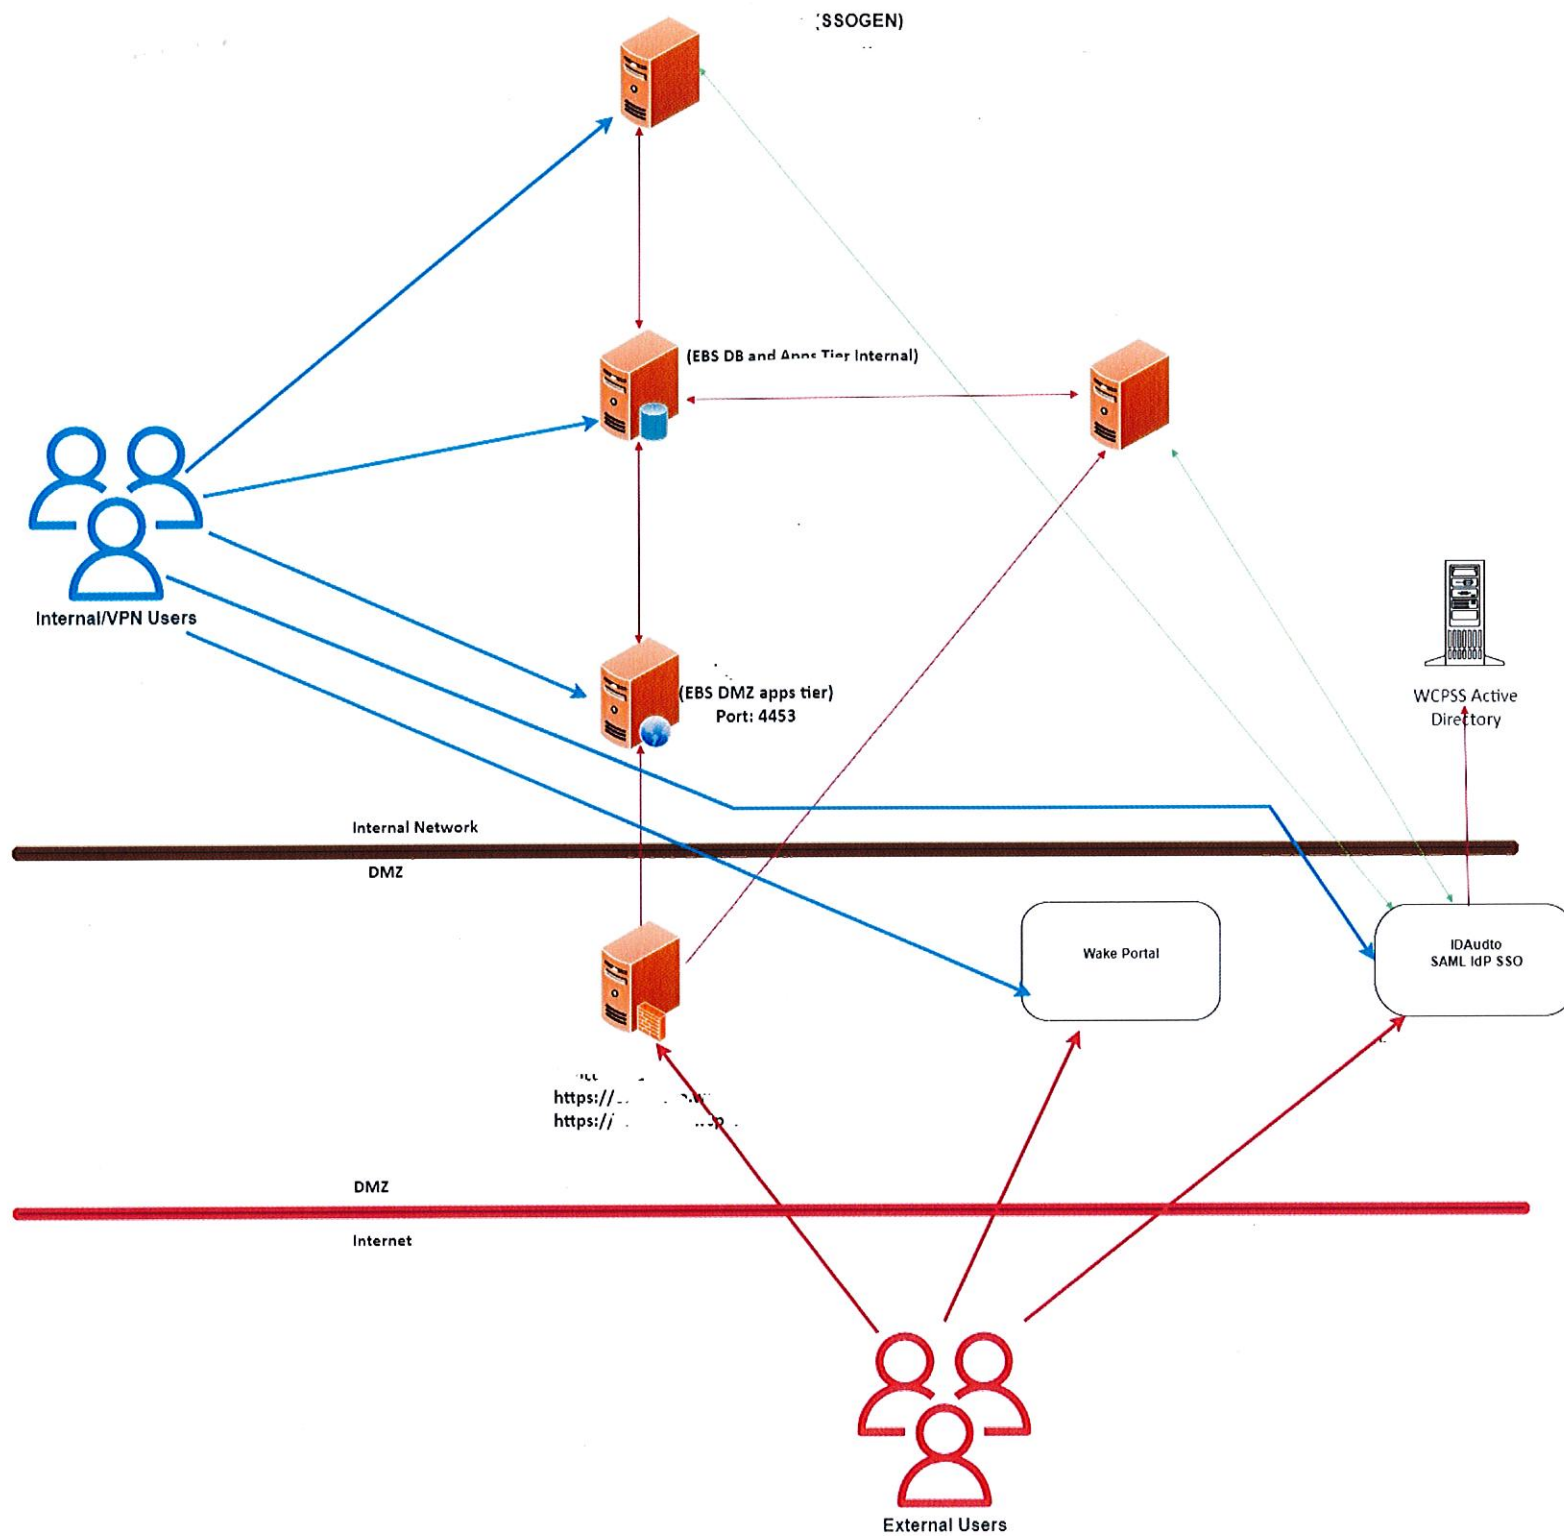 (SSOGEN)
(EBS DB and Apps Tier Internal)
Internal/VPN Users
(EBS DMZ apps tier)
Port: 4453
WCPSS Active
Directory
Internal Network
DMZ
Wake Portal
IDAudto
SAML IdP SSO
https://
https://
DMZ
Internet
External Users